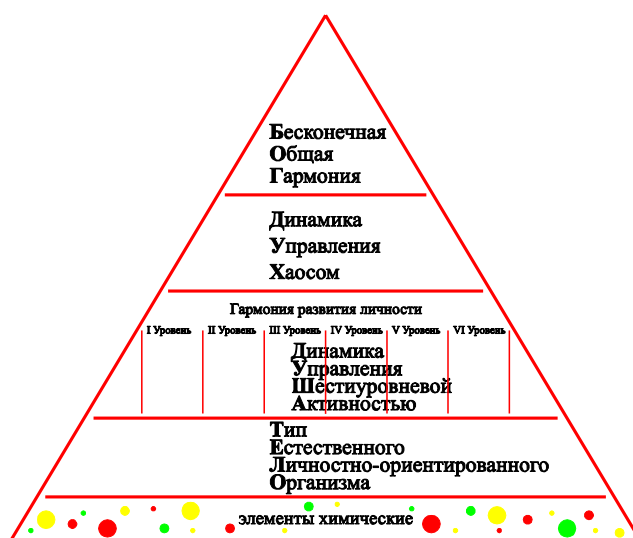 Бесконечная
Общая
Гармония
Динамика
Управления
Хаосом
Гармония развития личности
I Уровень II Уровень III Уровень IV Уровень V Уровень VI Уровень
Динамика
Управления
Шестиуровневой
Активностью
Тип
Естественного
Личностно-ориентированного
Организма
элементы химические